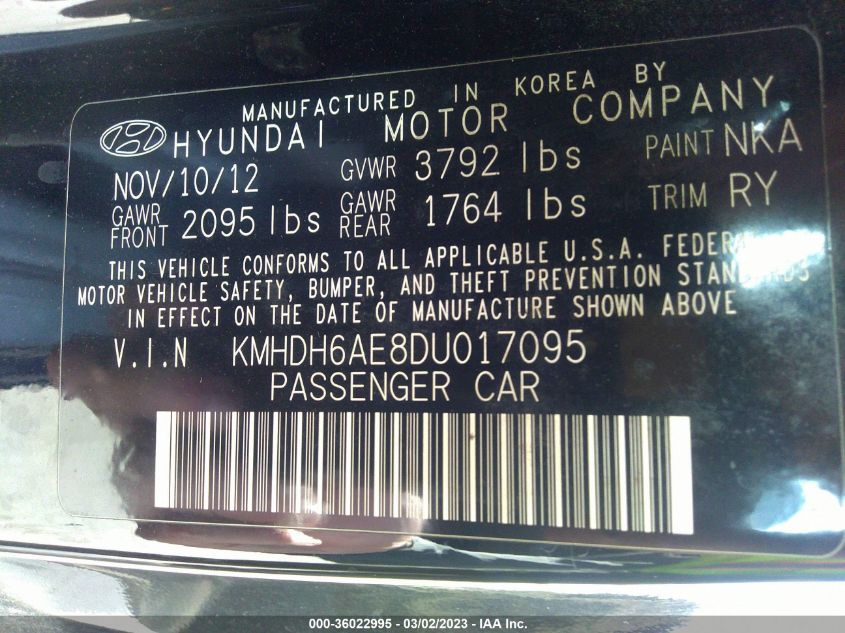 MANUFACTURED IN KOREA BY
HYUNDAI MOTOR COMPANY
NOV/10/12 GVWR 3792 lbs PAINT NKA
GAWR FRONT 2095 lbs GAWR REAR 1764 lbs TRIM RY
THIS VEHICLE CONFORMS TO ALL APPLICABLE U.S.A.
MOTOR VEHICLE SAFETY, BUMPER, AND THEFT PREVENTION STANDARDS
IN EFFECT ON THE DATE OF MANUFACTURE SHOWN ABOVE
V.I.N KMHDH6AE8DU017095
PASSENGER CAR
000-36022995 - 03/02/2023 - IAA Inc.